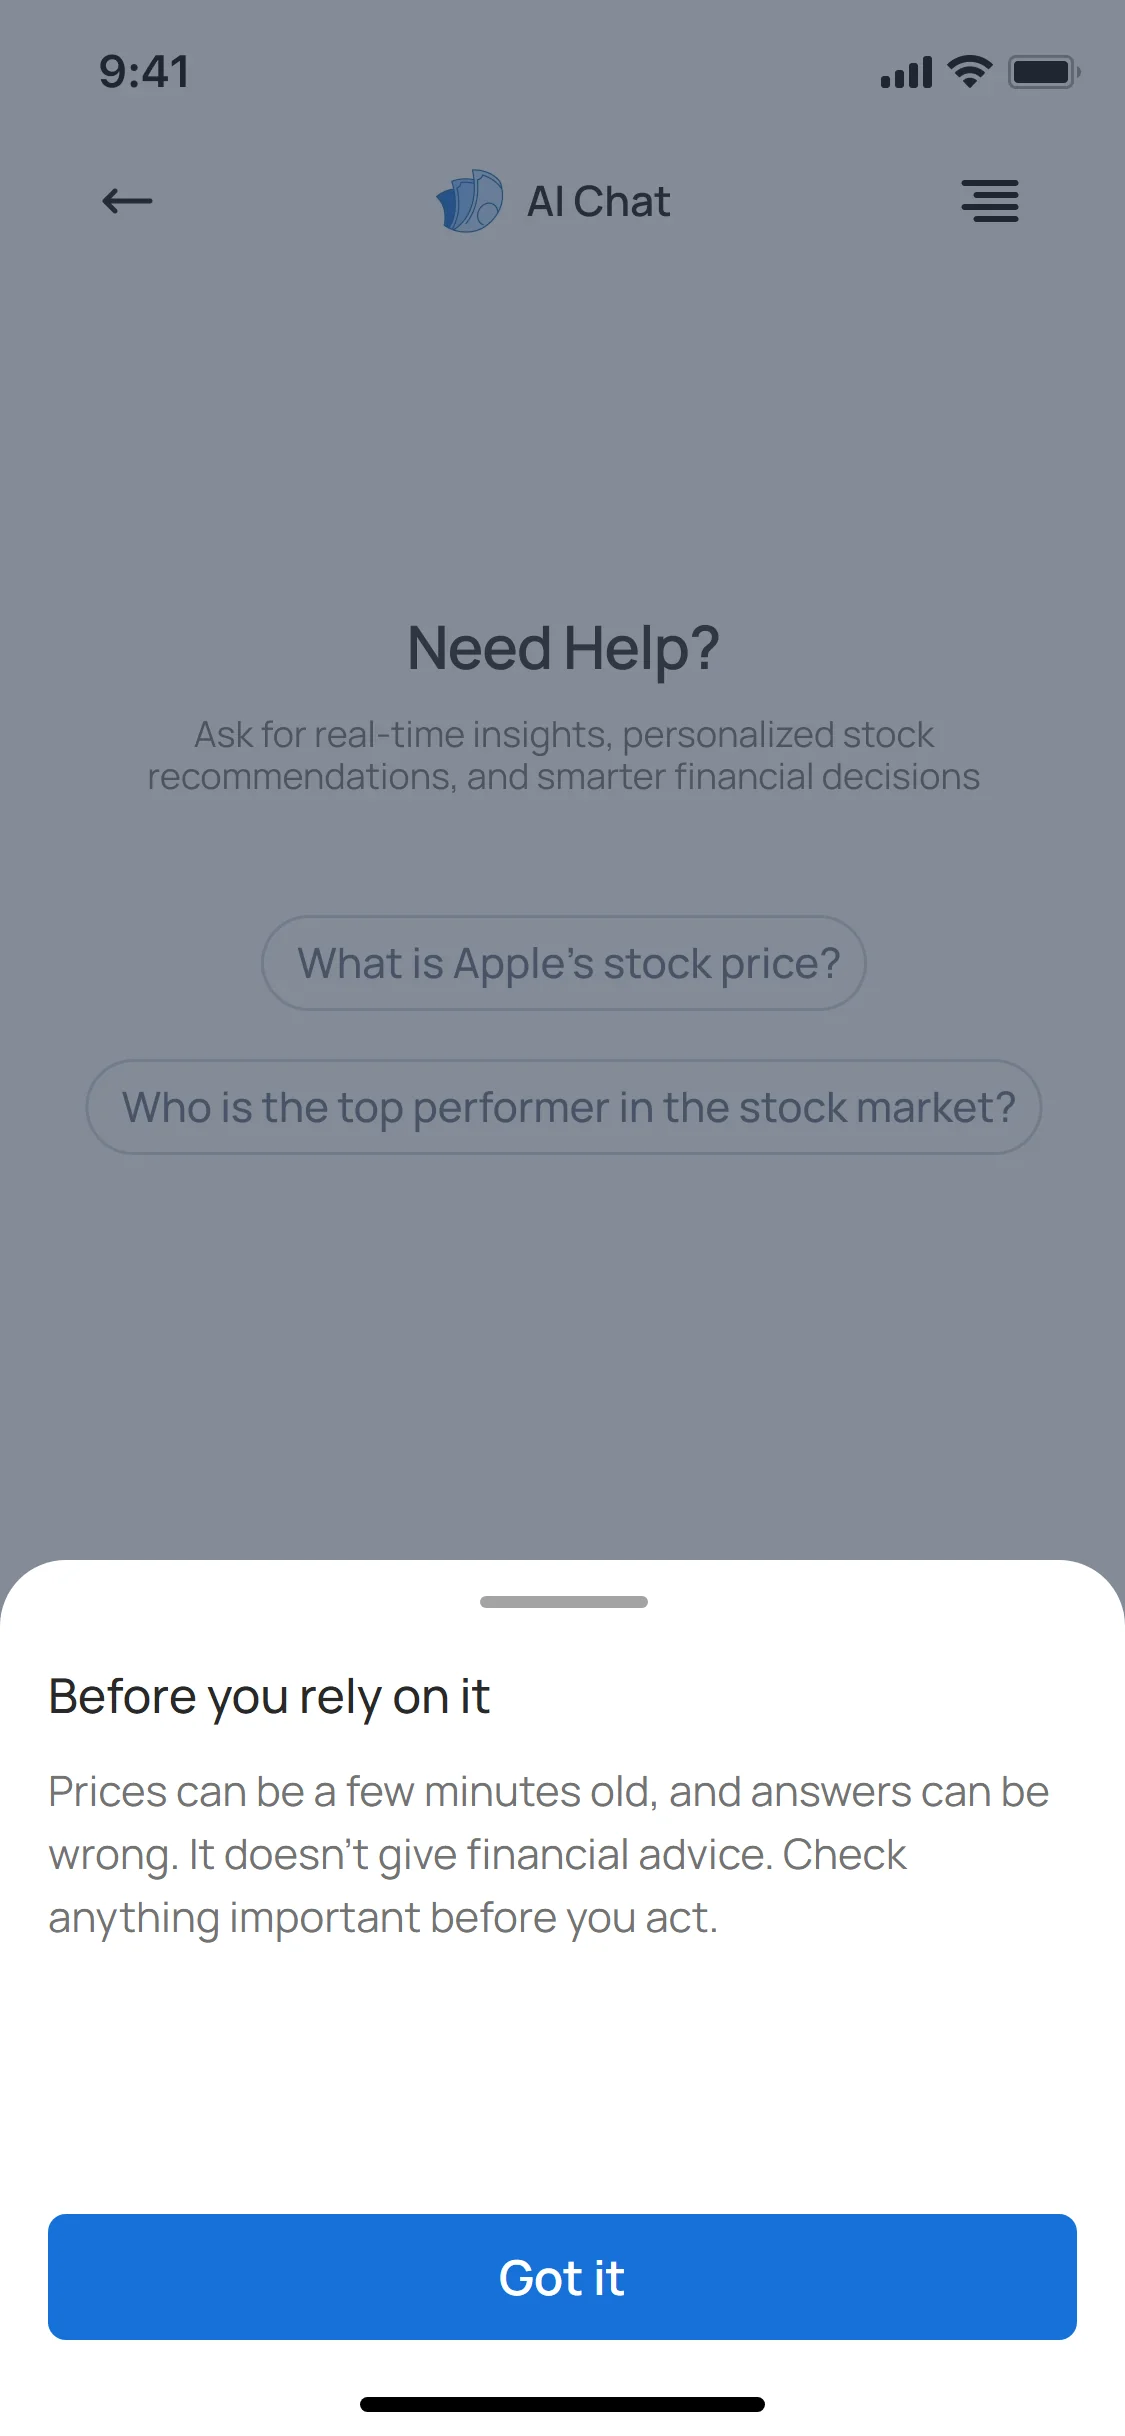 9:41
AI Chat
Need Help?
Ask for real-time insights, personalized stock
recommendations, and smarter financial decisions
What is Apple's stock price?
Who is the top performer in the stock market?
Before you rely on it
Prices can be a few minutes old, and answers can be
wrong. It doesn't give financial advice. Check
anything important before you act.
Got it